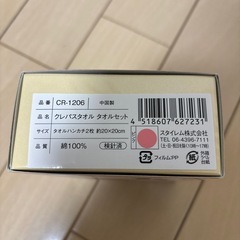 品番 CR-1206 中国製
品名 クレパスタオル タオルセット
サイズ タオルハンカチ2枚 約20×20cm
品質 綿100% 検針済
4 518607 627231
スタイレム株式会社
TEL 06-4396-7111
プラ フィルムPP
紙